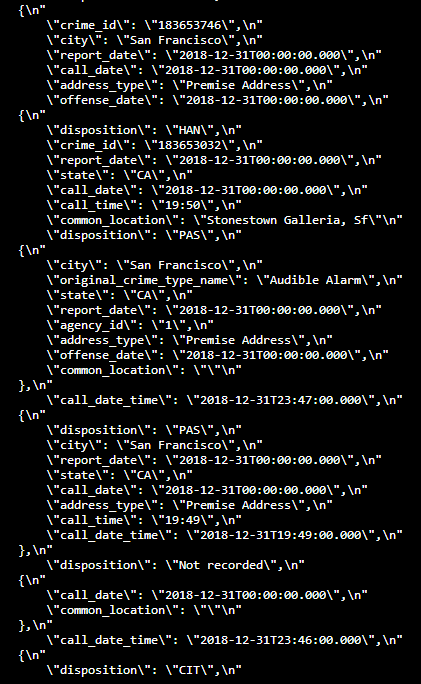 {\n"
\"crime_id\": \"183653746\",\n"
\"city\": \"San Francisco\",\n"
\"report_date\": \"2018-12-31T00:00:00.000\",\n"
\"call_date\": \"2018-12-31T00:00:00.000\",\n"
\"address_type\": \"Premise Address\",\n"
\"offense_date\": \"2018-12-31T00:00:00.000\",\n"
{\n"
\"disposition\": \"HAN\",\n"
\"crime_id\": \"183653032\",\n"
\"report_date\": \"2018-12-31T00:00:00.000\",\n"
\"state\": \"CA\",\n"
\"call_date\": \"2018-12-31T00:00:00.000\",\n"
\"call_time\": \"19:50\",\n"
\"common_location\": \"Stonestown Galleria, Sf\"\n"
\"disposition\": \"PAS\",\n"
{\n"
\"city\": \"San Francisco\",\n"
\"original_crime_type_name\": \"Audible Alarm\",\n"
\"state\": \"CA\",\n"
\"report_date\": \"2018-12-31T00:00:00.000\",\n"
\"agency_id\": \"1\",\n"
\"address_type\": \"Premise Address\",\n"
\"offense_date\": \"2018-12-31T00:00:00.000\",\n"
\"common_location\": \"\"\n"
},\n"
\"call_date_time\": \"2018-12-31T23:47:00.000\",\n"
{\n"
\"disposition\": \"PAS\",\n"
\"city\": \"San Francisco\",\n"
\"report_date\": \"2018-12-31T00:00:00.000\",\n"
\"state\": \"CA\",\n"
\"call_date\": \"2018-12-31T00:00:00.000\",\n"
\"address_type\": \"Premise Address\",\n"
\"call_time\": \"19:49\",\n"
\"call_date_time\": \"2018-12-31T19:49:00.000\",\n"
},\n"
\"disposition\": \"Not recorded\",\n"
{\n"
\"call_date\": \"2018-12-31T00:00:00.000\",\n"
\"common_location\": \"\"\n"
},\n"
\"call_date_time\": \"2018-12-31T23:46:00.000\",\n"
{\n"
\"disposition\": \"CIT\",\n"